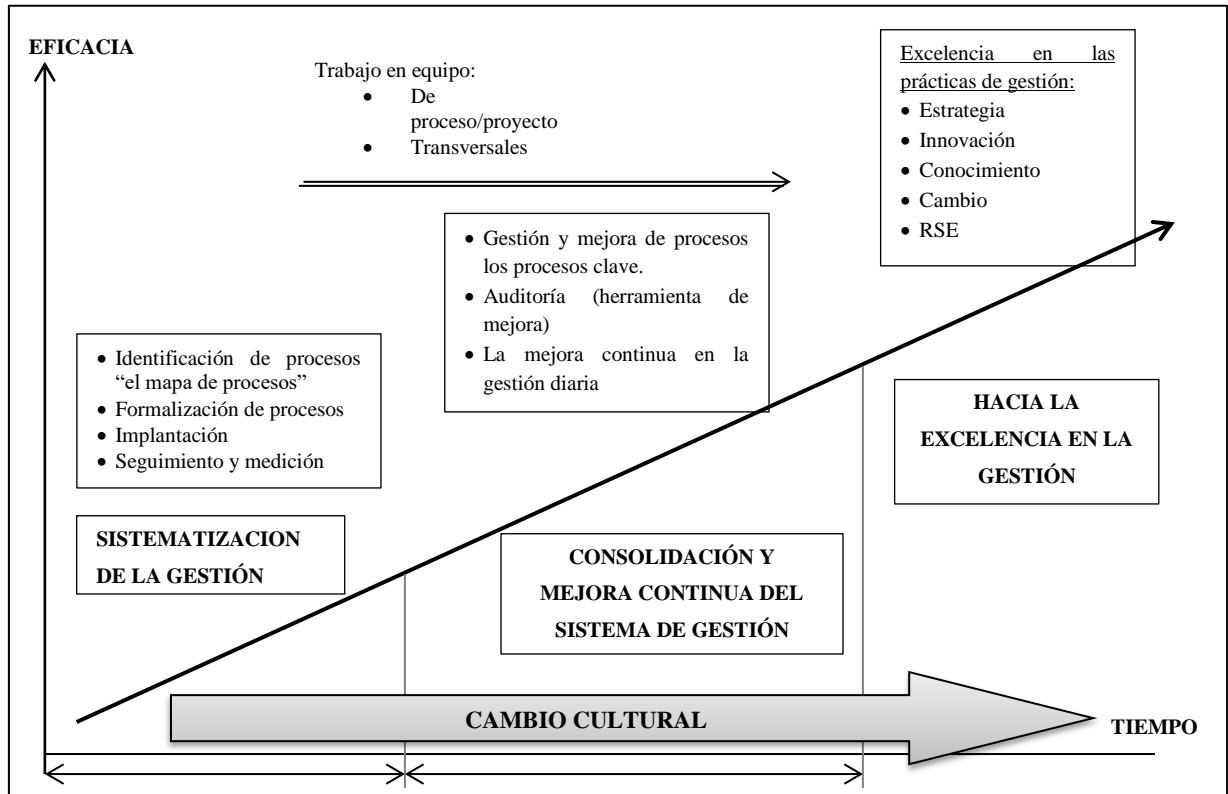 EFICACIA
Trabajo en equipo:
• De
proceso/proyecto
• Transversales
Excelencia en las
prácticas de gestión:
• Estrategia
• Innovación
• Conocimiento
• Cambio
• RSE
• Gestión y mejora de procesos
los procesos clave.
• Auditoría (herramienta de
mejora)
• La mejora continua en la
gestión diaria
• Identificación de procesos
“el mapa de procesos”
• Formalización de procesos
• Implantación
• Seguimiento y medición
HACIA LA
EXCELENCIA EN LA
GESTIÓN
SISTEMATIZACION
DE LA GESTIÓN
CONSOLIDACIÓN Y
MEJORA CONTINUA DEL
SISTEMA DE GESTIÓN
CAMBIO CULTURAL
TIEMPO